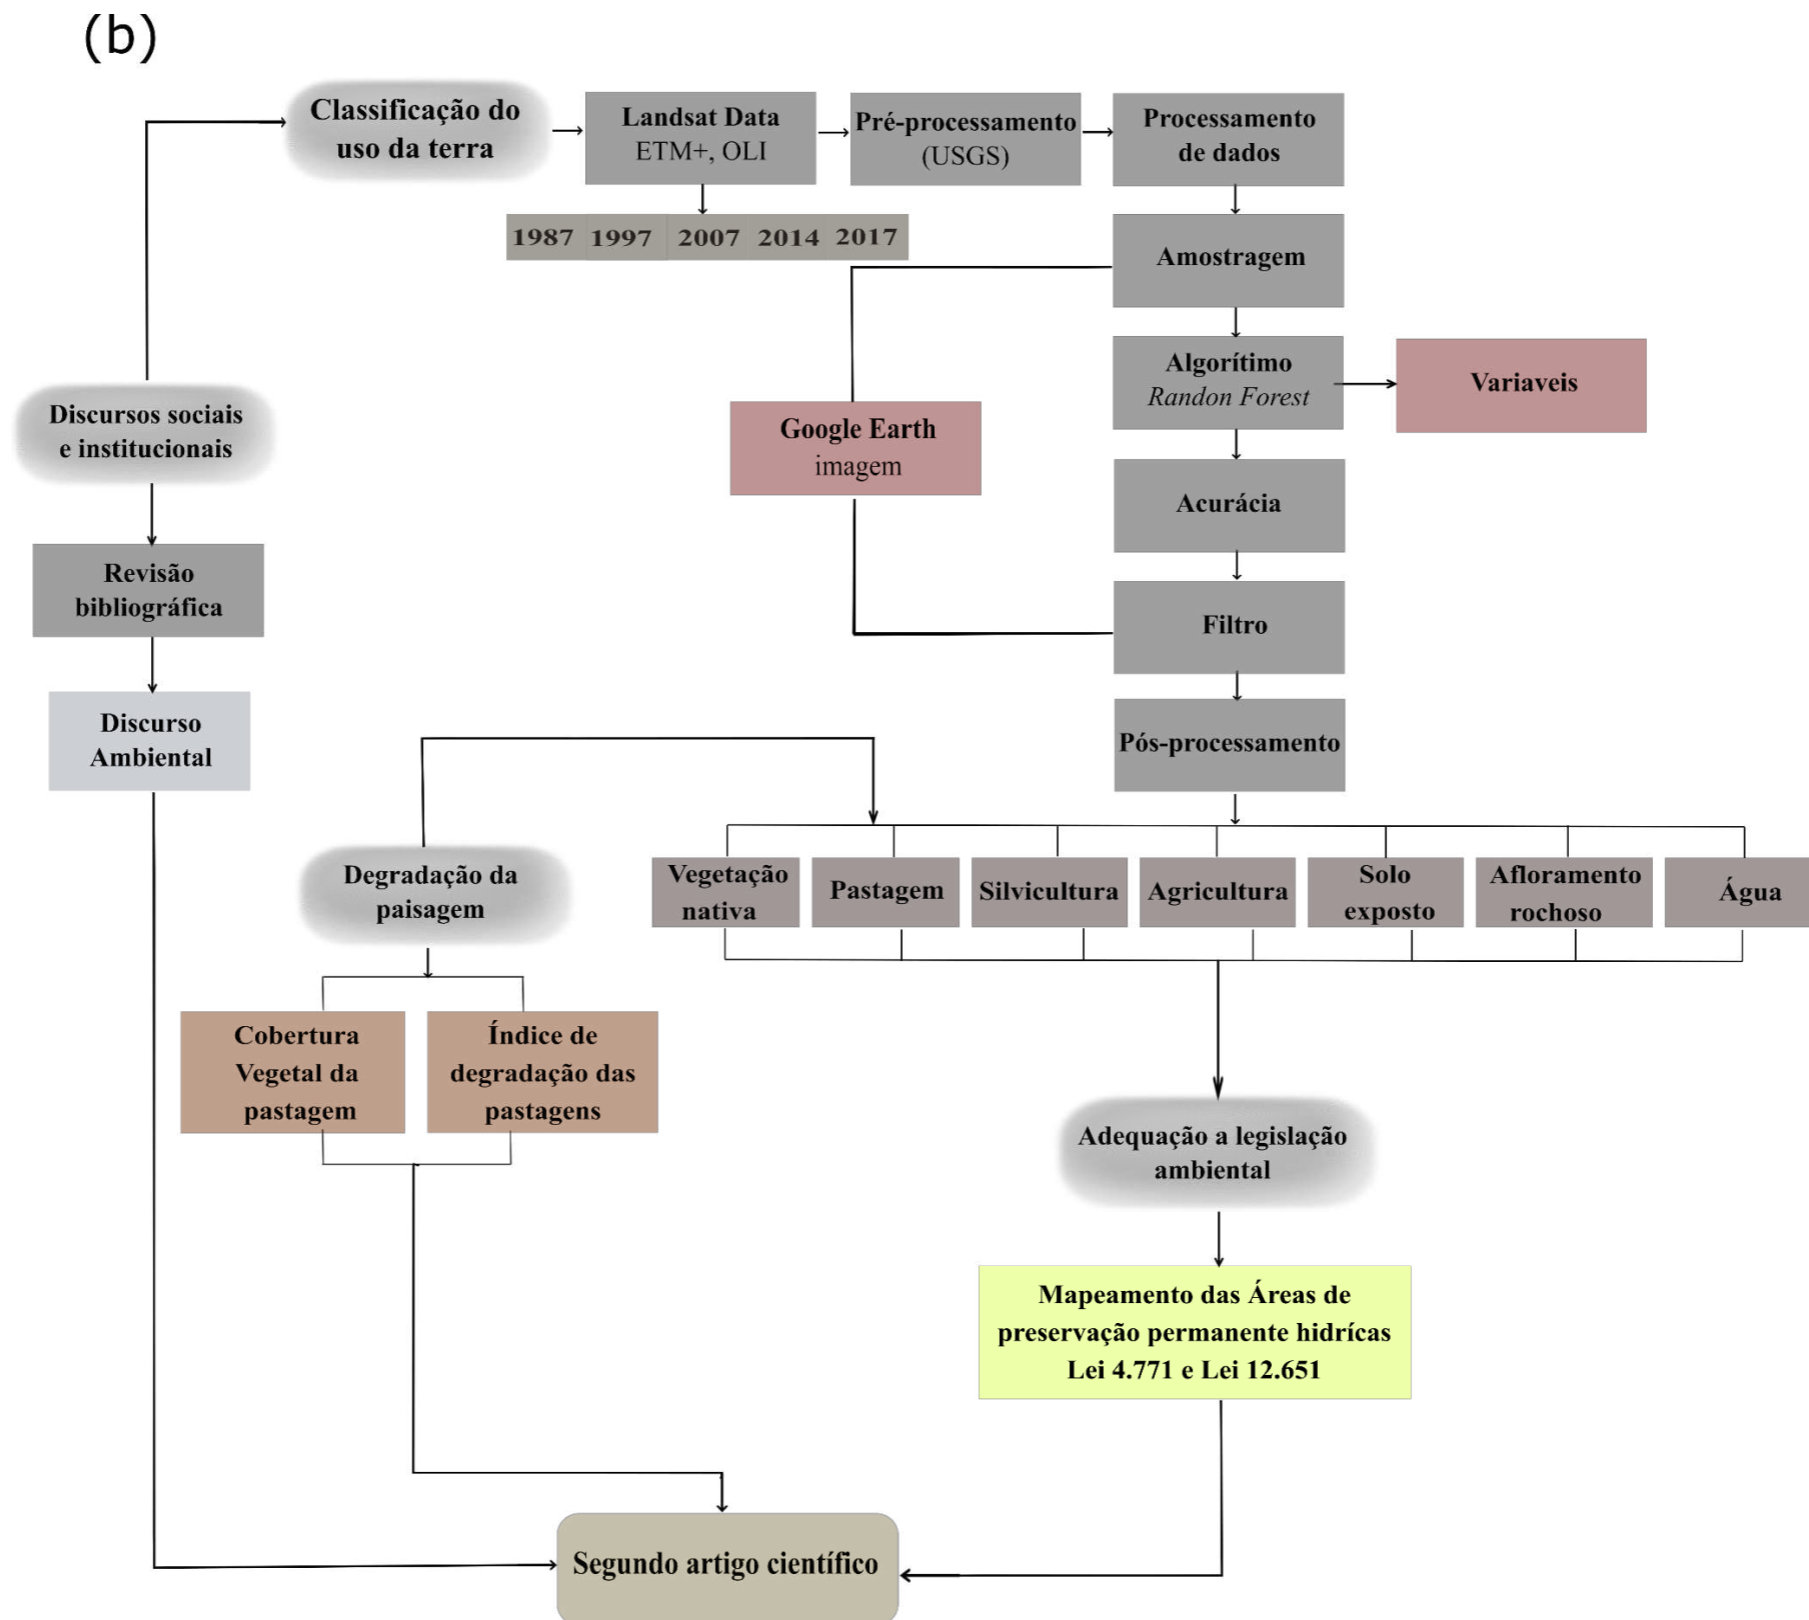 (b)
Classificação do
uso da terra
Landsat Data
ETM+, OLI
Pré-processamento
(USGS)
Processamento
de dados
1987 1997 2007 2014 2017
Amostragem
Algorítimo
Randon Forest
Variaveis
Discursos sociais
e institucionais
Google Earth
imagem
Acurácia
Revisão
bibliográfica
Filtro
Discurso
Ambiental
Pós-processamento
Degradação da
paisagem
Vegetação
nativa
Pastagem
Silvicultura
Agricultura
Solo
exposto
Afloramento
rochoso
Água
Cobertura
Vegetal da
pastagem
Índice de
degradação das
pastagens
Adequação a legislação
ambiental
Mapeamento das Áreas de
preservação permanente hidrícas
Lei 4.771 e Lei 12.651
Segundo artigo científico